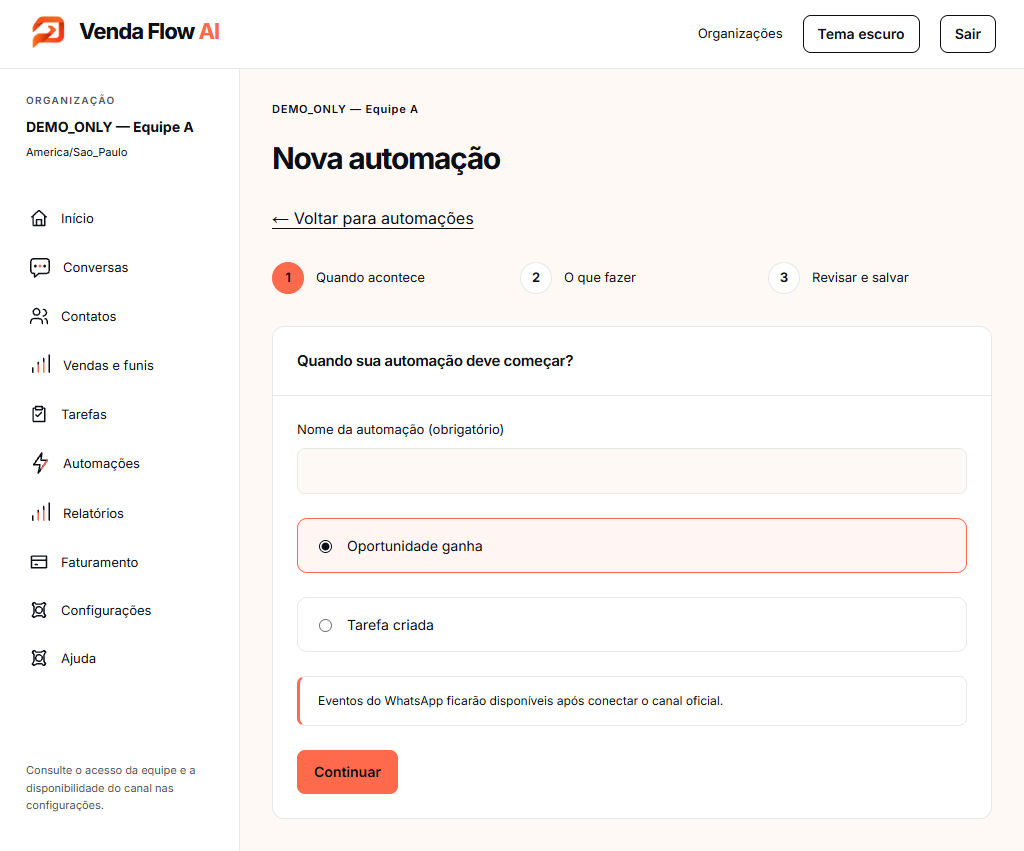 Venda Flow AI
Organizações
Tema escuro
Sair
ORGANIZAÇÃO
DEMO_ONLY — Equipe A
America/Sao_Paulo
Início
Conversas
Contatos
Vendas e funis
Tarefas
Automações
Relatórios
Faturamento
Configurações
Ajuda
Consulte o acesso da equipe e a
disponibilidade do canal nas
configurações.
DEMO_ONLY — Equipe A
Nova automação
← Voltar para automações
1 Quando acontece
2 O que fazer
3 Revisar e salvar
Quando sua automação deve começar?
Nome da automação (obrigatório)
Oportunidade ganha
Tarefa criada
Eventos do WhatsApp ficarão disponíveis após conectar o canal oficial.
Continuar